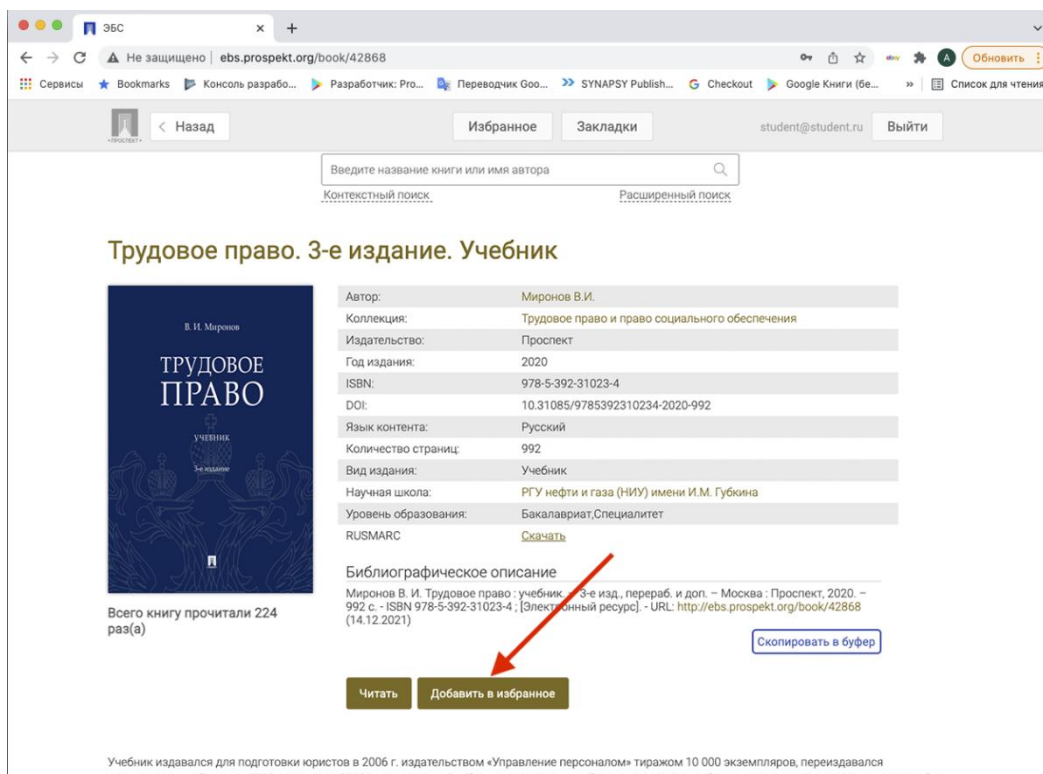 ЭБС
Не защищено ebs.prospekt.org/book/42868
ebay
A
Обновить
Сервисы Bookmarks Консоль разрабо... Разработчик: Pro... Переводчик Goo... SYNAPSY Publish... Checkout Google Книги (бе... » Список для чтения
•ПРОСПЕКТ•
Назад Избранное Закладки student@student.ru Выйти
Введите название книги или имя автора
Контекстный поиск Расширенный поиск
Трудовое право. 3-е издание. Учебник
В. И. Миронов
ТРУДОВОЕ
ПРАВО
УЧЕБНИК
3-е издание
Автор: Миронов В.И.
Коллекция: Трудовое право и право социального обеспечения
Издательство: Проспект
Год издания: 2020
ISBN: 978-5-392-31023-4
DOI: 10.31085/9785392310234-2020-992
Язык контента: Русский
Количество страниц: 992
Вид издания: Учебник
Научная школа: РГУ нефти и газа (НИУ) имени И.М. Губкина
Уровень образования: Бакалавриат,Специалитет
RUSMARC Скачать
Библиографическое описание
Миронов В. И. Трудовое право : учебник. – 3-е изд., перераб. и доп. – Москва : Проспект, 2020. –
992 с. - ISBN 978-5-392-31023-4 ; [Электронный ресурс]. - URL: http://ebs.prospekt.org/book/42868
(14.12.2021)
Всего книгу прочитали 224
раз(а)
Скопировать в буфер
Читать Добавить в избранное
Учебник издавался для подготовки юристов в 2006 г. издательством «Управление персоналом» тиражом 10 000 экземпляров, переиздавался